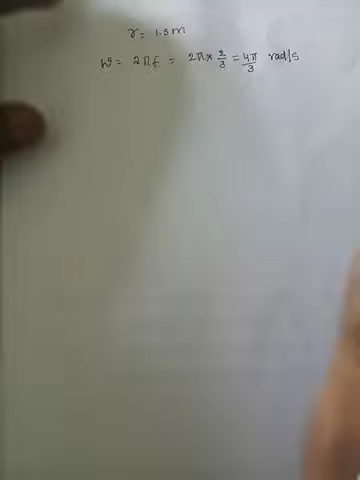 r = 1.5 m
W = 2πf = 2π × 2/3 = 4π/3 rad/s